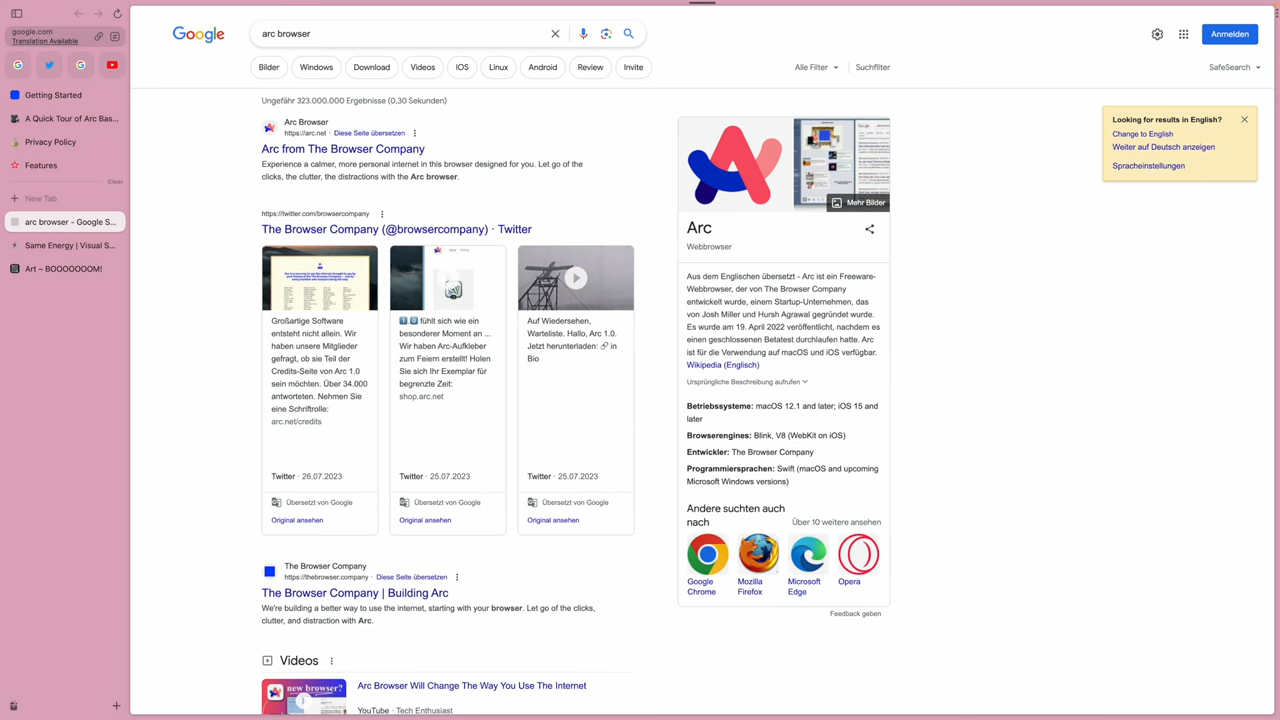 google.com
Translation Available
Getting Started
A Quick Tour of Arc Bas...
Privacy Policy
Features
Clear
New Tab
arc browser - Google S...
Same Energy | Visual S...
Art – BOOOOOOOM!
Google
arc browser
Anmelden
Bilder
Windows
Download
Videos
IOS
Linux
Android
Review
Invite
Alle Filter
Suchfilter
SafeSearch
Ungefähr 323.000.000 Ergebnisse (0,30 Sekunden)
Arc Browser
https://arc.net · Diese Seite übersetzen
Arc from The Browser Company
Experience a calmer, more personal internet in this browser designed for you. Let go of the
clicks, the clutter, the distractions with the Arc browser.
https://twitter.com/browsercompany
The Browser Company (@browsercompany) · Twitter
Großartige Software
entsteht nicht allein. Wir
haben unsere Mitglieder
gefragt, ob sie Teil der
Credits-Seite von Arc 1.0
sein möchten. Über 34.000
antworteten. Nehmen Sie
eine Schriftrolle:
arc.net/credits
Twitter · 26.07.2023
Übersetzt von Google
Original ansehen
1️⃣ 0️⃣ fühlt sich wie ein
besonderer Moment an ...
Wir haben Arc-Aufkleber
zum Feiern erstellt! Holen
Sie sich Ihr Exemplar für
begrenzte Zeit:
shop.arc.net
Twitter · 25.07.2023
Übersetzt von Google
Original ansehen
Auf Wiedersehen,
Warteliste. Hallo, Arc 1.0.
Jetzt herunterladen: 🔗 in
Bio
Twitter · 25.07.2023
Übersetzt von Google
Original ansehen
The Browser Company
https://thebrowser.company · Diese Seite übersetzen
The Browser Company | Building Arc
We're building a better way to use the internet, starting with your browser. Let go of the clicks,
clutter, and distraction with Arc.
Videos
new browser?
Arc Browser Will Change The Way You Use The Internet
YouTube · Tech Enthusiast
Mehr Bilder
Arc
Webbrowser
Aus dem Englischen übersetzt - Arc ist ein Freeware-
Webbrowser, der von The Browser Company
entwickelt wurde, einem Startup-Unternehmen, das
von Josh Miller und Hursh Agrawal gegründet wurde.
Es wurde am 19. April 2022 veröffentlicht, nachdem es
einen geschlossenen Betatest durchlaufen hatte. Arc
ist für die Verwendung auf macOS und iOS verfügbar.
Wikipedia (Englisch)
Ursprüngliche Beschreibung aufrufen
Betriebssysteme: macOS 12.1 and later; iOS 15 and
later
Browserengines: Blink, V8 (WebKit on iOS)
Entwickler: The Browser Company
Programmiersprachen: Swift (macOS and upcoming
Microsoft Windows versions)
Andere suchten auch
nach
Über 10 weitere ansehen
Google
Chrome
Mozilla
Firefox
Microsoft
Edge
Opera
Feedback geben
Looking for results in English?
Change to English
Weiter auf Deutsch anzeigen
Spracheinstellungen